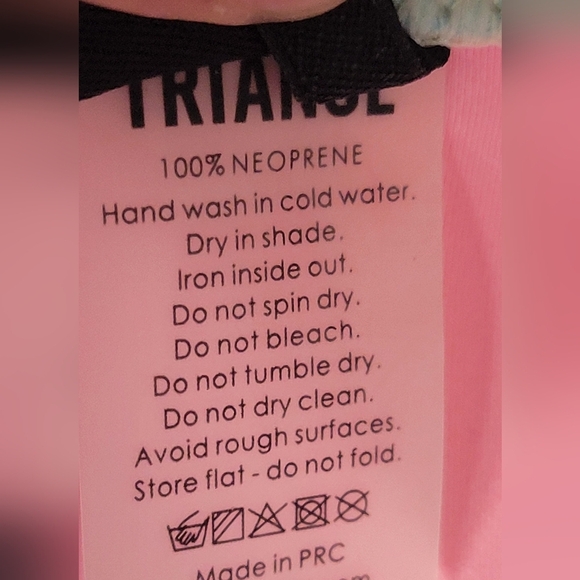 100% NEOPRENE
Hand wash in cold water.
Dry in shade.
Iron inside out.
Do not spin dry.
Do not bleach.
Do not tumble dry.
Do not dry clean.
Avoid rough surfaces.
Store flat - do not fold.
Made in PRC